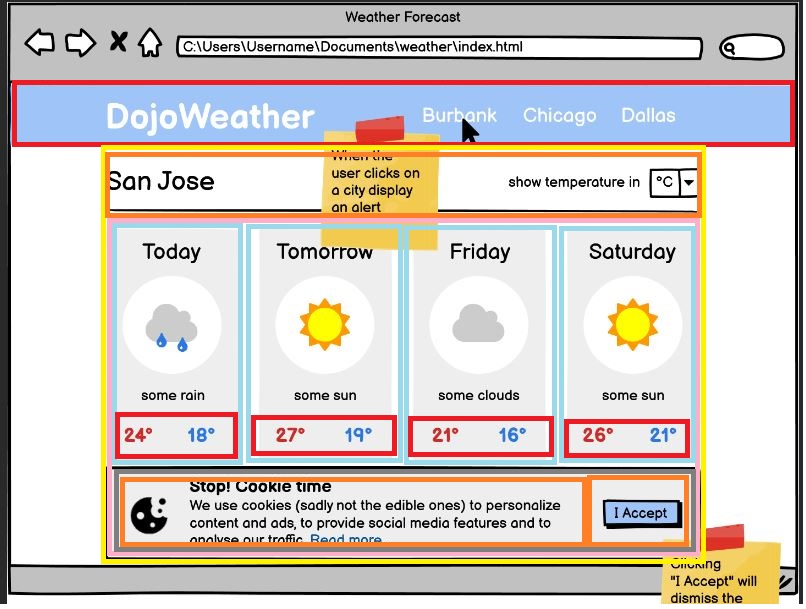 Weather Forecast
C:\Users\Username\Documents\weather\index.html
DojoWeather
Burbank
Chicago
Dallas
When the
user clicks on
a city display
an alert
San Jose
show temperature in
°C
Today
Tomorrow
Friday
Saturday
some rain
some sun
some clouds
some sun
24° 18°
27° 19°
21° 16°
26° 21°
Stop! Cookie time
We use cookies (sadly not the edible ones) to personalize
content and ads, to provide social media features and to
analyse our traffic. Read more
I Accept
Clicking
"I Accept" will
dismiss the